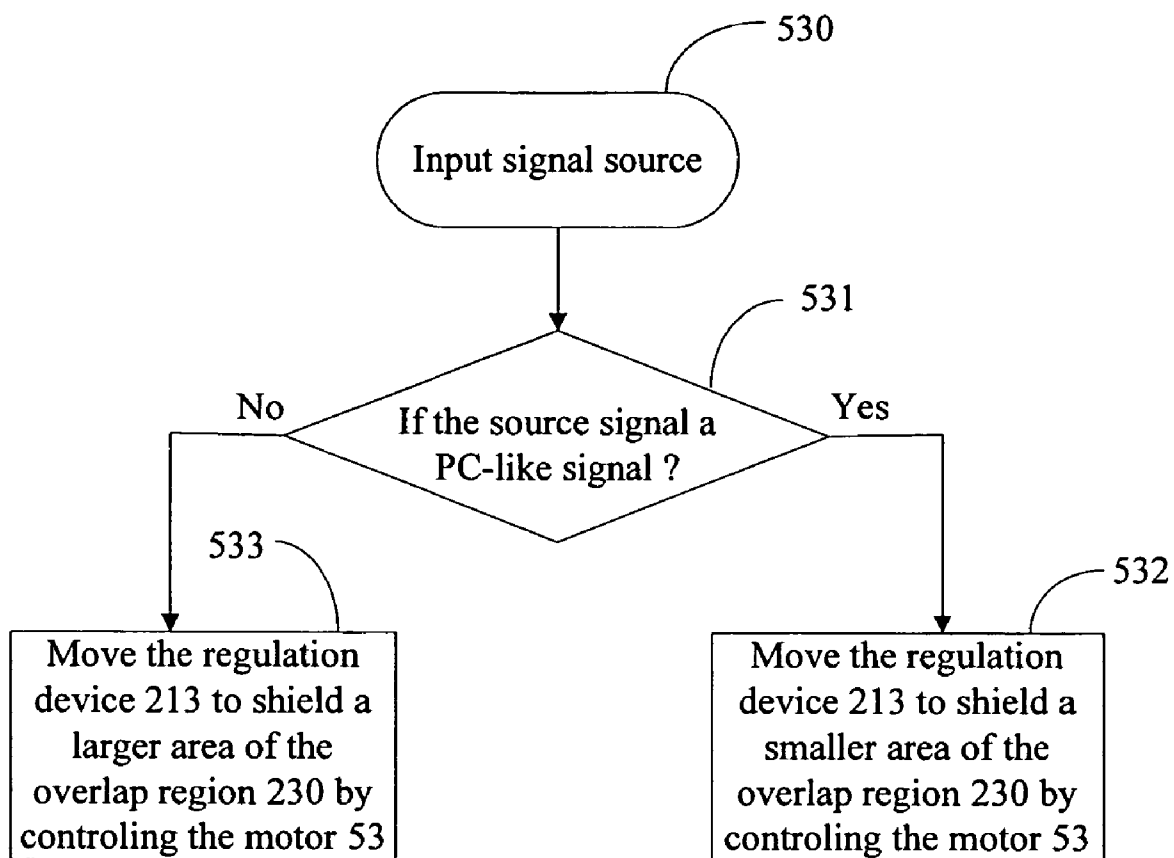 530
Input signal source
531
No
Yes
If the source signal a
PC-like signal ?
533
532
Move the regulation
device 213 to shield a
larger area of the
overlap region 230 by
controling the motor 53
Move the regulation
device 213 to shield a
smaller area of the
overlap region 230 by
controling the motor 53